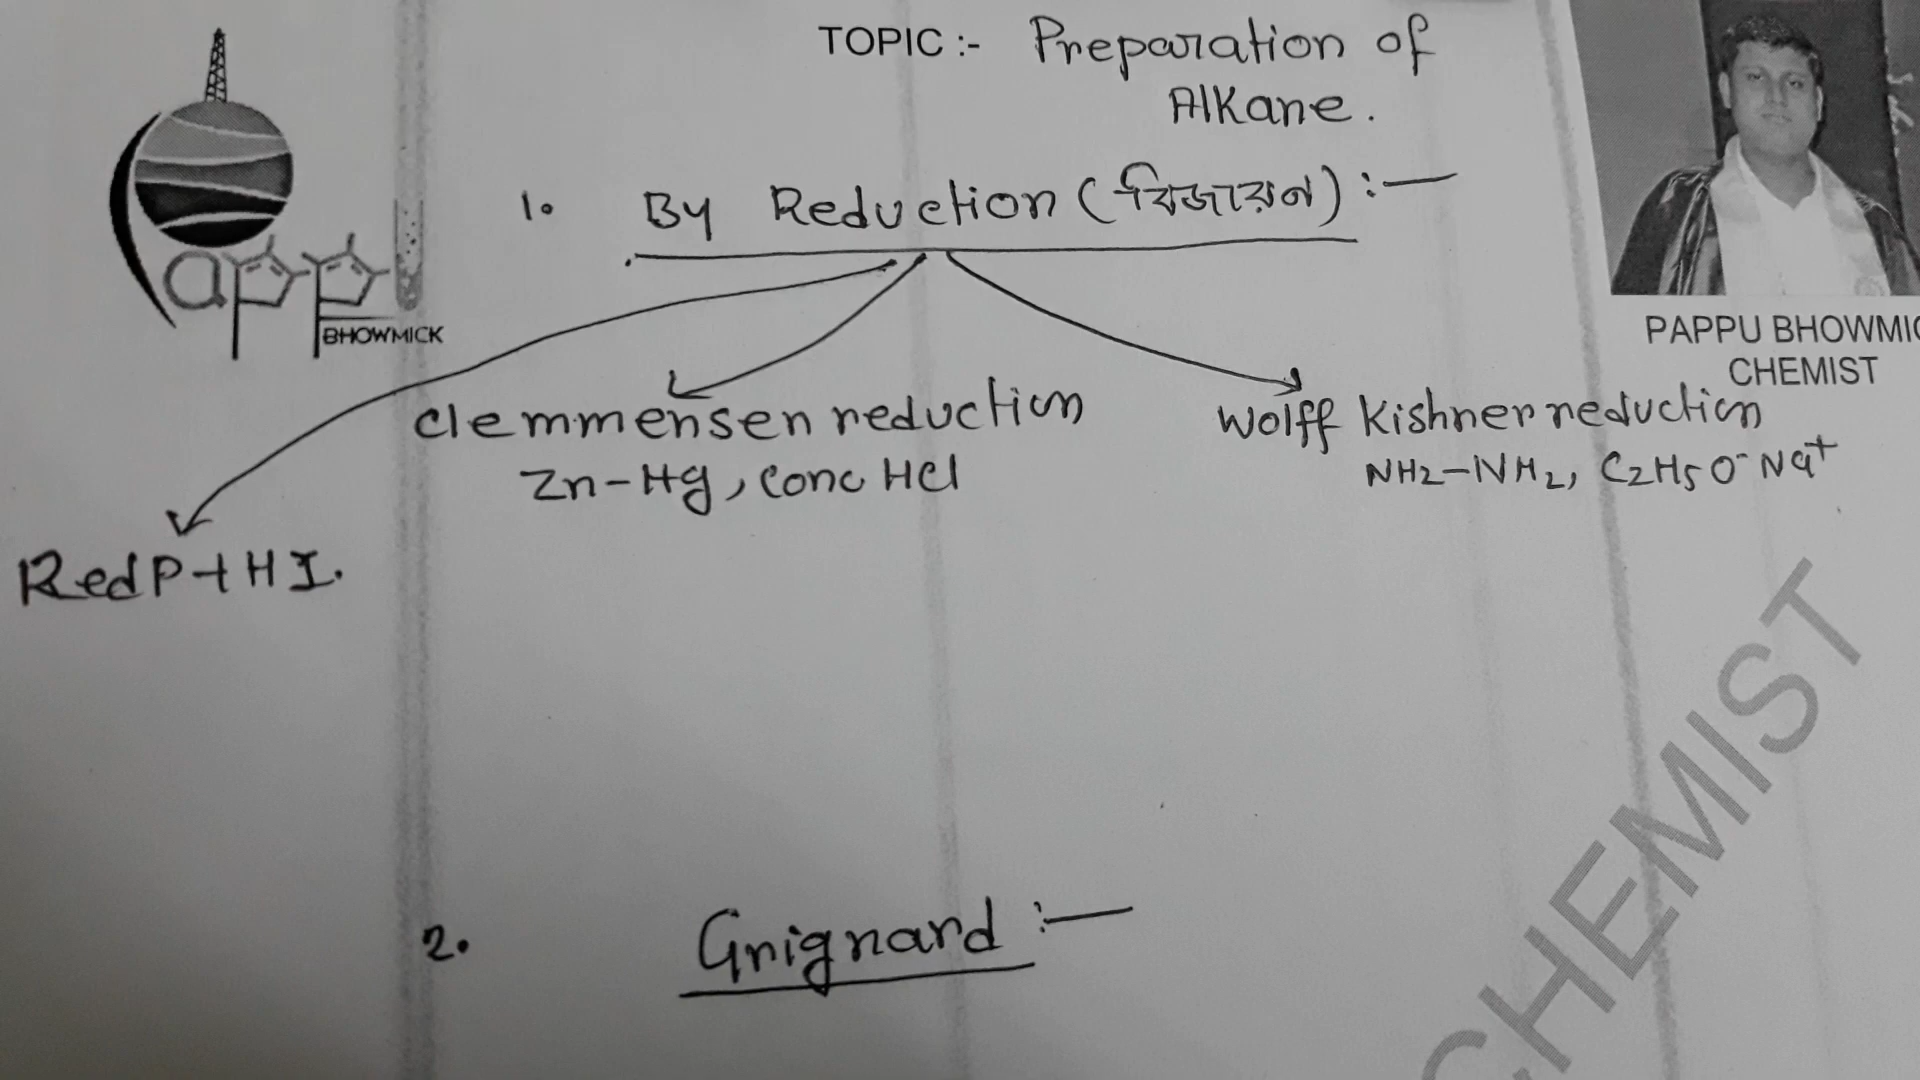 TOPIC :- Preparation of
Alkane.
1. By Reduction (বিজারন) :—
BHOWMICK
PAPPU BHOWMIC
CHEMIST
Clemmensen reduction
Zn-Hg, Conc HCl
Wolff Kishner reduction
NH2-NH2, C2H5O⁻Na⁺
Red P + HI.
2. Grignard :—
CHEMIST